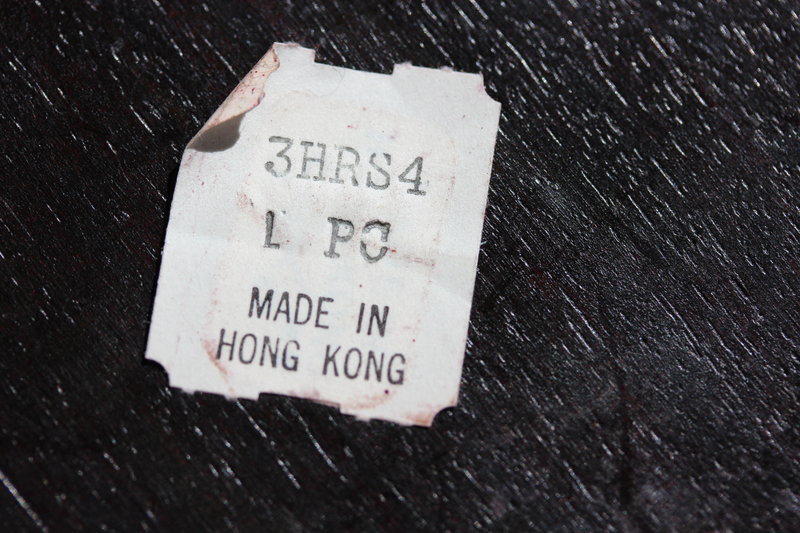 3HRS4
L PC
MADE IN
HONG KONG